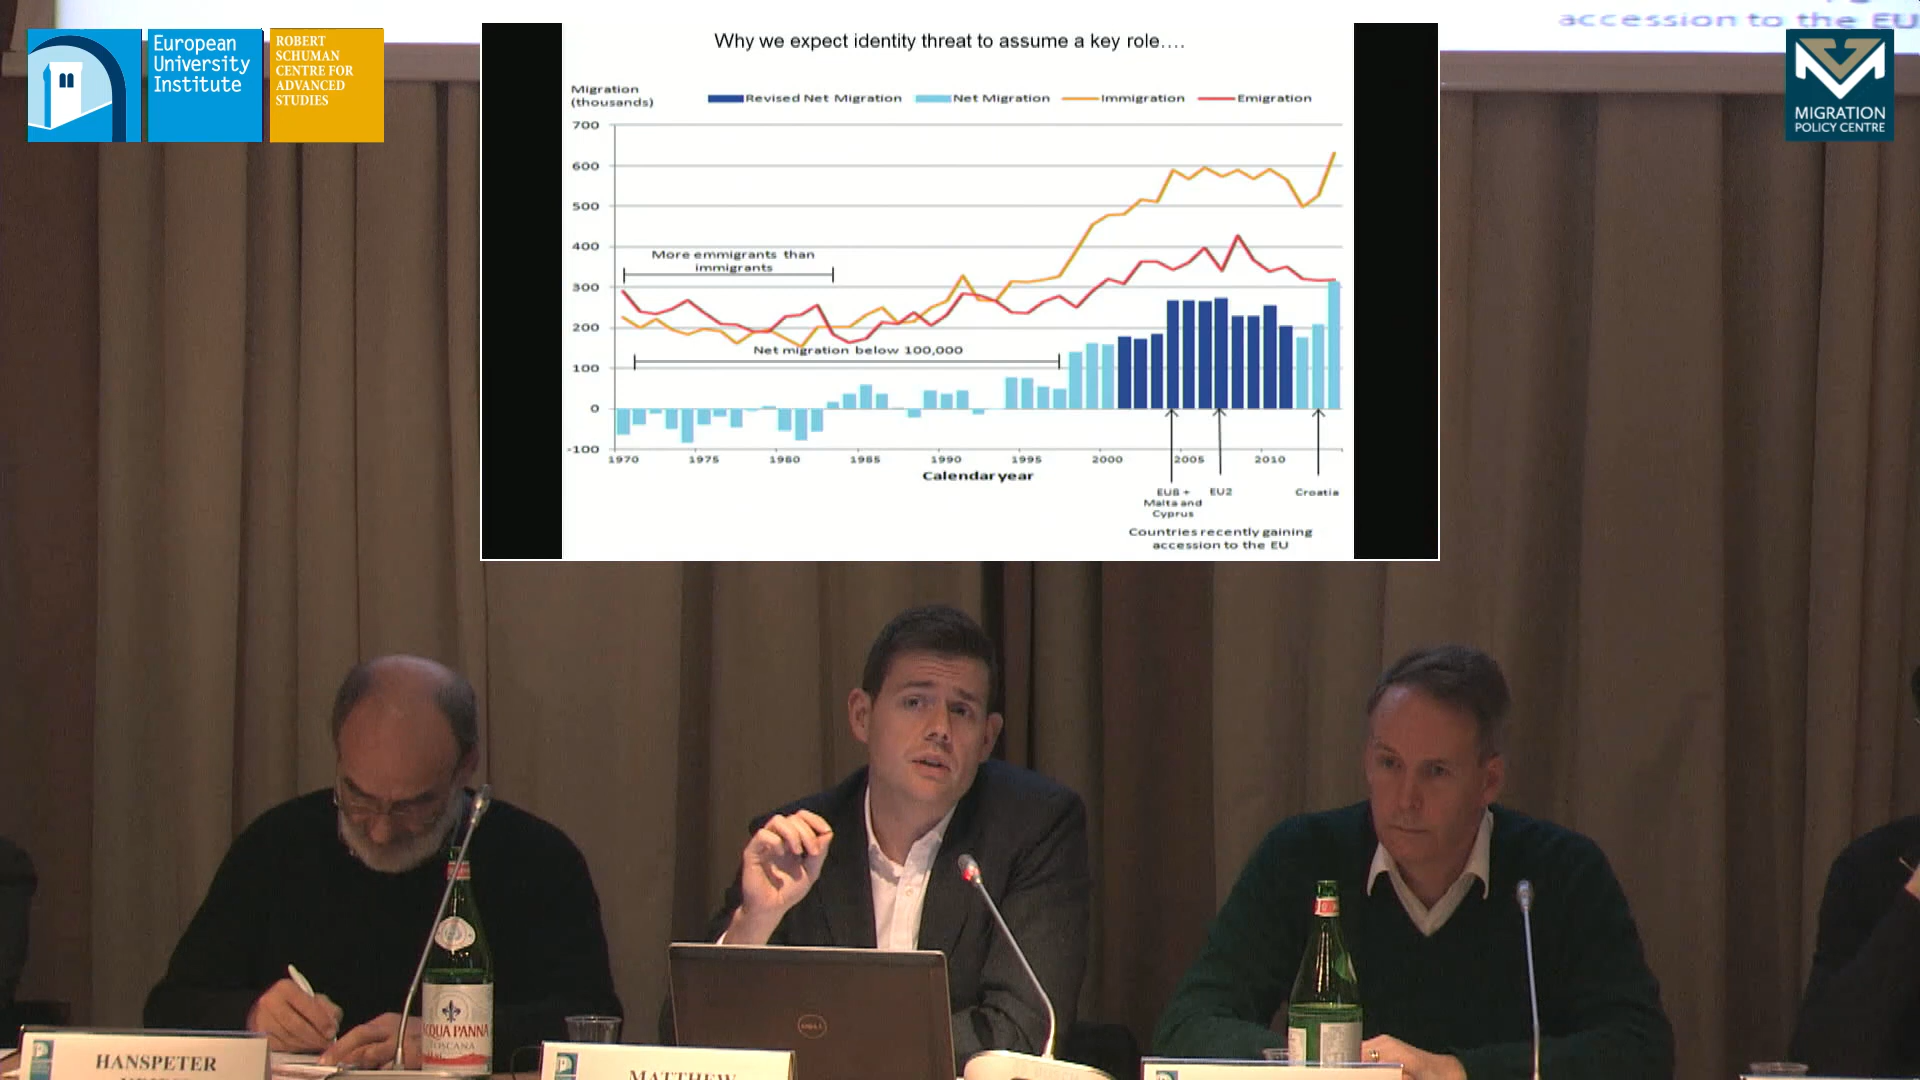 accession to the EU
European
University
Institute
ROBERT
SCHUMAN
CENTRE FOR
ADVANCED
STUDIES
MIGRATION
POLICY CENTRE
Why we expect identity threat to assume a key role….
Migration
(thousands)
Revised Net Migration
Net Migration
Immigration
Emigration
700
600
500
400
300
200
100
0
-100
More emmigrants than
immigrants
Net migration below 100,000
1970
1975
1980
1985
1990
1995
2000
2005
2010
Calendar year
EU8 +
Malta and
Cyprus
EU2
Croatia
Countries recently gaining
accession to the EU
ACQUA PANNA
TOSCANA
DELL
HANSPETER
MATTHEW